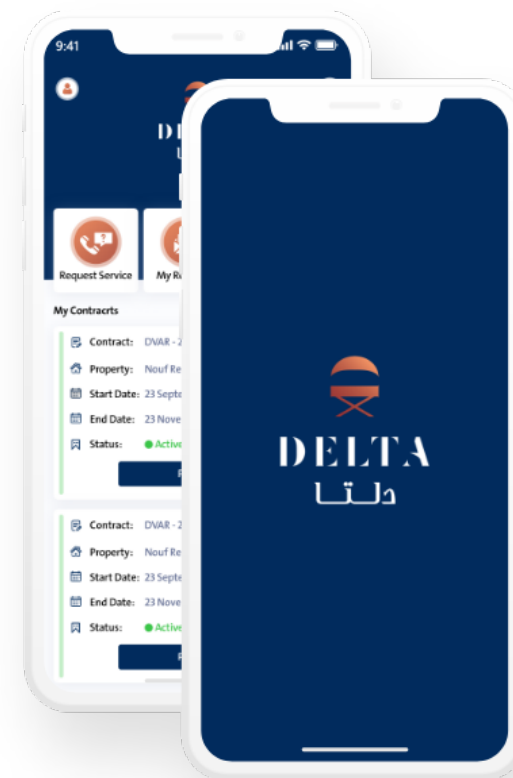 9:41
Request Service
My
My Contracrts
Contract: DVAR - 2
Property: Nouf Re
Start Date: 23 Septe
End Date: 23 Nove
Status: Active
Contract: DVAR - 2
Property: Nouf Re
Start Date: 23 Septe
End Date: 23 Nove
Status: Active
DELTA
دلتا